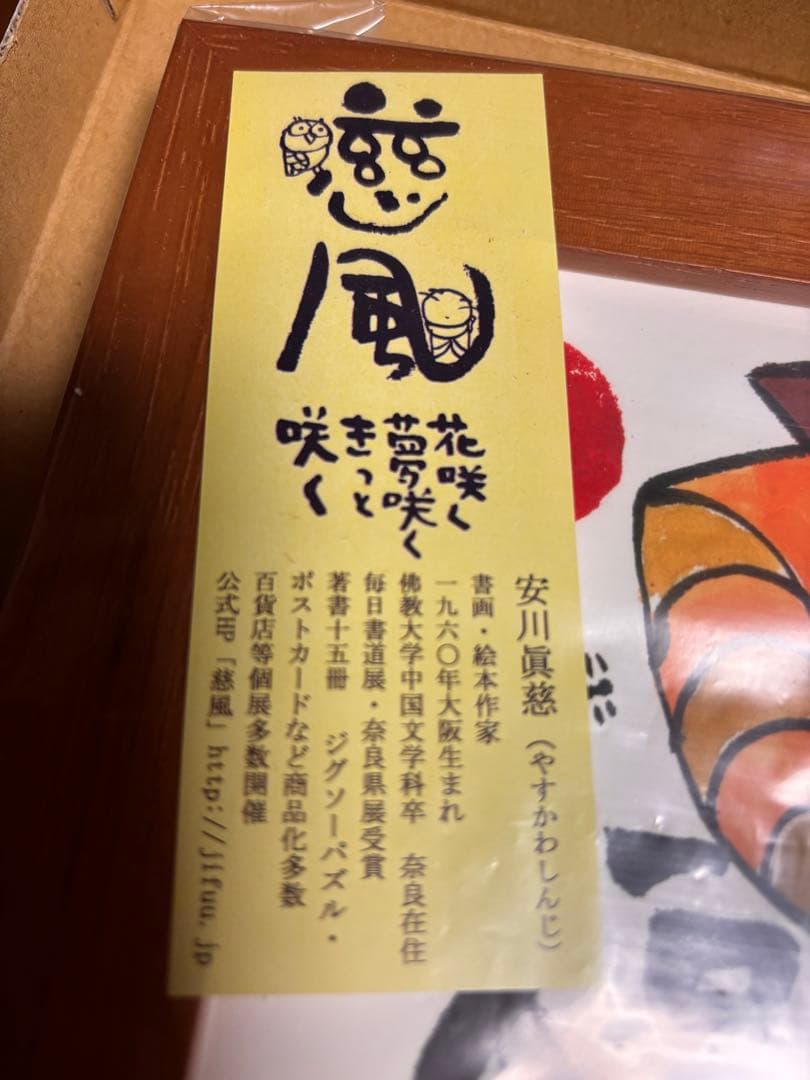 慈風
花咲く
夢咲く
きっと
咲く
安川眞慈（やすかわしんじ）
書画・絵本作家
一九六〇年大阪生まれ
佛教大学中国文学科卒　奈良在住
毎日書道展・奈良県展受賞
著書十五冊　ジグソーパズル・
ポストカードなど商品化多数
百貨店等個展多数開催
公式HP「慈風」http://jifuu.jp